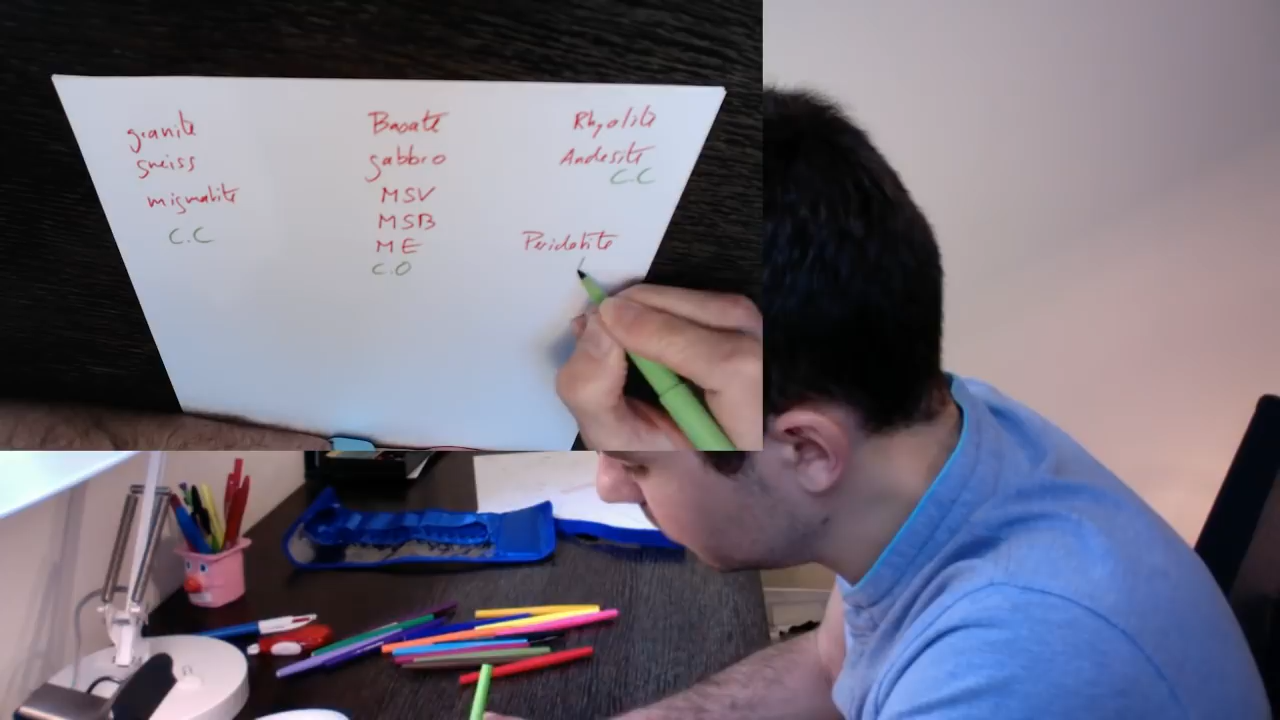 granite
gneiss
migmatite
C.C
Basalte
gabbro
MSV
MSB
ME
C.O
Rhyolite
Andesite
C.C
Peridotite